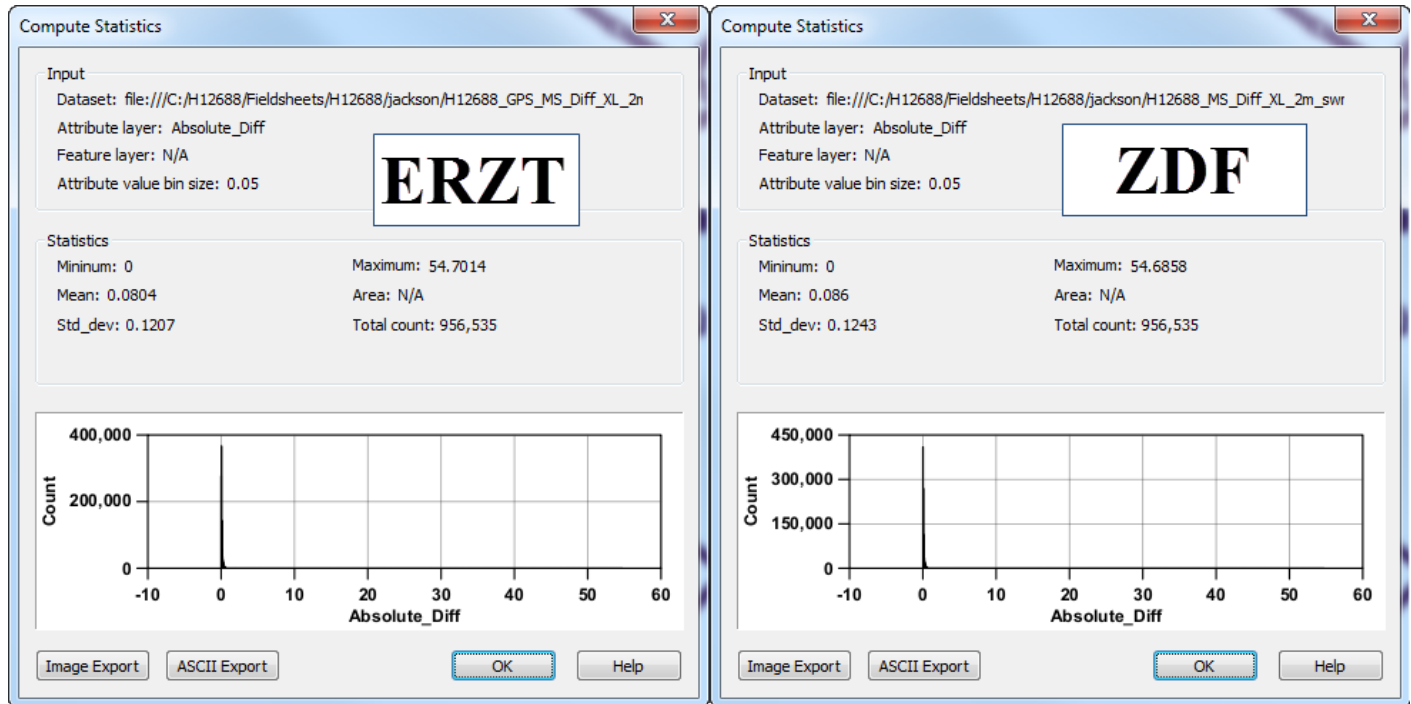 Compute Statistics
Input
Dataset: file:///C:/H12688/Fieldsheets/H12688/jackson/H12688_GPS_MS_Diff_XL_2n
Attribute layer: Absolute_Diff
Feature layer: N/A
Attribute value bin size: 0.05
ERZT
Statistics
Mininum: 0
Maximum: 54.7014
Mean: 0.0804
Area: N/A
Std_dev: 0.1207
Total count: 956,535
400,000
200,000
0
Count
-10 0 10 20 30 40 50 60
Absolute_Diff
Image Export
ASCII Export
OK
Help
Compute Statistics
Input
Dataset: file:///C:/H12688/Fieldsheets/H12688/jackson/H12688_MS_Diff_XL_2m_swr
Attribute layer: Absolute_Diff
Feature layer: N/A
Attribute value bin size: 0.05
ZDF
Statistics
Mininum: 0
Maximum: 54.6858
Mean: 0.086
Area: N/A
Std_dev: 0.1243
Total count: 956,535
450,000
300,000
150,000
0
Count
-10 0 10 20 30 40 50 60
Absolute_Diff
Image Export
ASCII Export
OK
Help